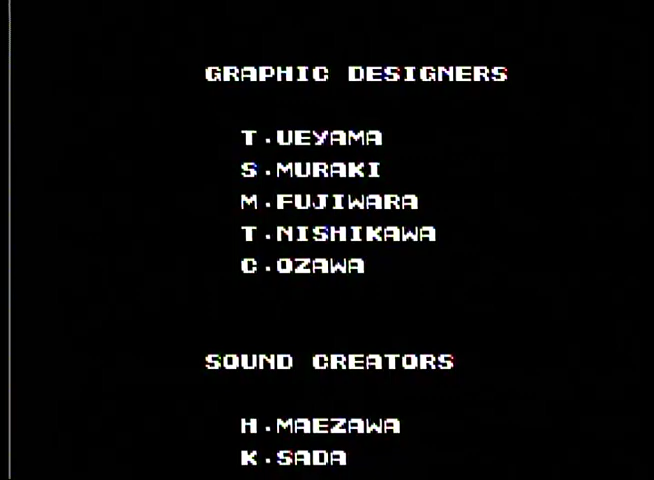 GRAPHIC DESIGNERS
T.UEYAMA
S.MURAKI
M.FUJIWARA
T.NISHIKAWA
C.OZAWA
SOUND CREATORS
H.MAEZAWA
K.SADA